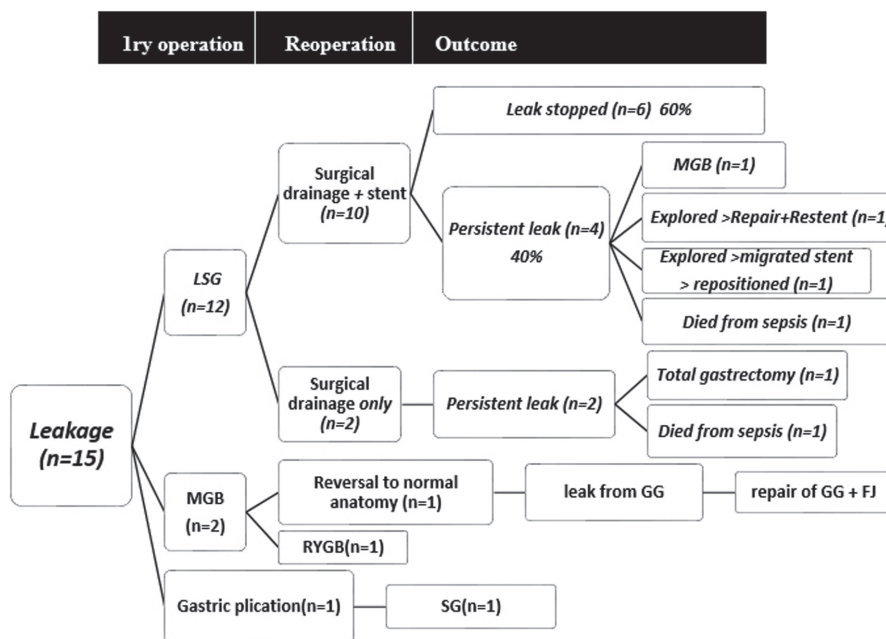 1ry operation
Reoperation
Outcome
Leakage
(n=15)
LSG
(n=12)
Surgical
drainage + stent
(n=10)
Leak stopped (n=6) 60%
Persistent leak (n=4)
40%
MGB (n=1)
Explored >Repair+Restent (n=1)
Explored >migrated stent
> repositioned (n=1)
Died from sepsis (n=1)
Surgical
drainage only
(n=2)
Persistent leak (n=2)
Total gastrectomy (n=1)
Died from sepsis (n=1)
MGB
(n=2)
Reversal to normal
anatomy (n=1)
leak from GG
repair of GG + FJ
RYGB(n=1)
Gastric plication(n=1)
SG(n=1)